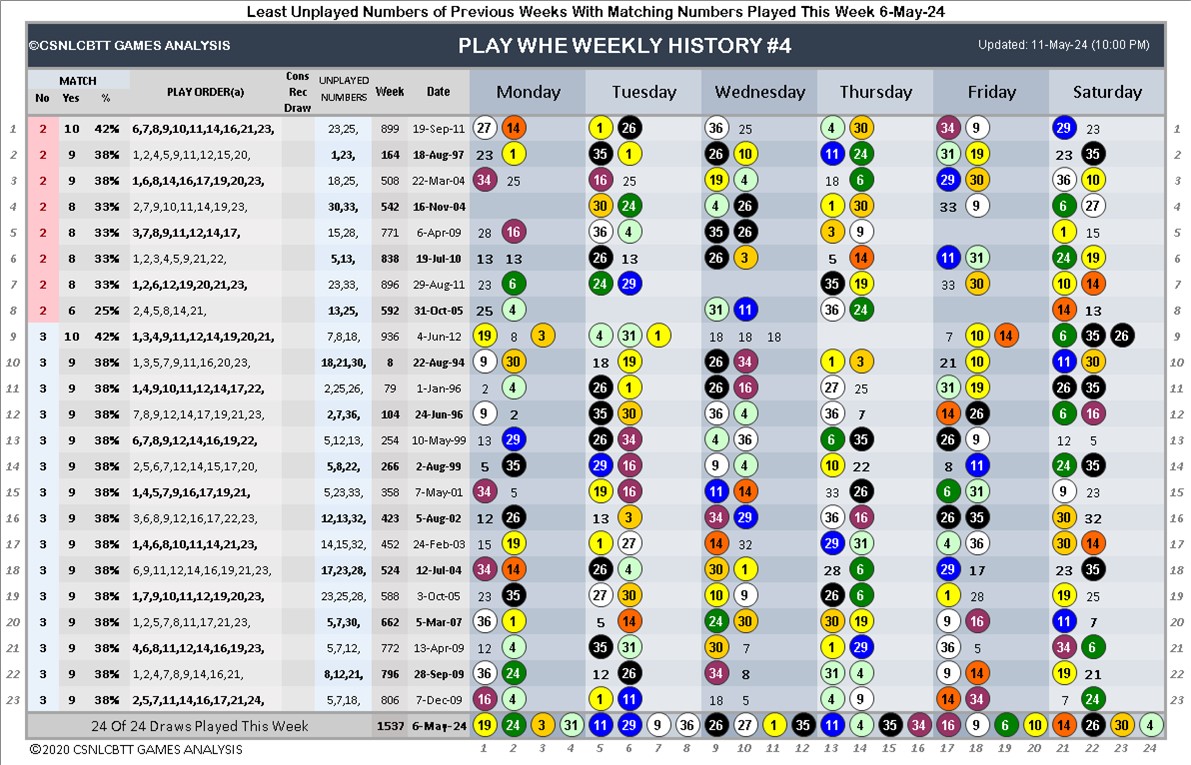 Least Unplayed Numbers of Previous Weeks With Matching Numbers Played This Week 6-May-24
©CSNLCBTT GAMES ANALYSIS PLAY WHE WEEKLY HISTORY #4 Updated: 11-May-24 (10:00 PM)
MATCH
No Yes % PLAY ORDER(a) Cons Rec Draw UNPLAYED NUMBERS Week Date Monday Tuesday Wednesday Thursday Friday Saturday
1 2 10 42% 6,7,8,9,10,11,14,16,21,23, 23,25, 899 19-Sep-11 27 14 1 26 36 25 4 30 34 9 29 23 1
2 2 9 38% 1,2,4,5,9,11,12,15,20, 1,23, 164 18-Aug-97 23 1 35 1 26 10 11 24 31 19 23 35 2
3 2 9 38% 1,6,8,14,16,17,19,20,23, 18,25, 508 22-Mar-04 34 25 16 25 19 4 18 6 29 30 36 10 3
4 2 8 33% 2,7,9,10,11,14,19,23, 30,33, 542 16-Nov-04 30 24 4 26 1 30 33 9 6 27 4
5 2 8 33% 3,7,8,9,11,12,14,17, 15,28, 771 6-Apr-09 28 16 36 4 35 26 3 9 1 15 5
6 2 8 33% 1,2,3,4,5,9,21,22, 5,13, 838 19-Jul-10 13 13 26 13 26 3 5 14 11 31 24 19 6
7 2 8 33% 1,2,6,12,19,20,21,23, 23,33, 896 29-Aug-11 23 6 24 29 35 19 33 30 10 14 7
8 2 6 25% 2,4,5,8,14,21, 13,25, 592 31-Oct-05 25 4 31 11 36 24 14 13 8
9 3 10 42% 1,3,4,9,11,12,14,19,20,21, 7,8,18, 936 4-Jun-12 19 8 3 4 31 1 18 18 18 7 10 14 6 35 26 9
10 3 9 38% 1,3,5,7,9,11,16,20,23, 18,21,30, 22-Aug-94 9 30 18 19 26 34 1 3 21 10 11 30 10
11 3 9 38% 1,4,9,10,11,12,14,17,22, 2,25,26, 79 1-Jan-96 2 4 26 1 26 16 27 25 31 19 26 35 11
12 3 9 38% 7,8,9,12,14,17,19,21,23, 2,7,36, 104 24-Jun-96 9 2 35 30 36 4 36 7 14 26 6 16 12
13 3 9 38% 6,7,8,9,12,14,16,19,22, 5,12,13, 254 10-May-99 13 29 26 34 4 36 6 35 26 9 12 5 13
14 3 9 38% 2,5,6,7,12,14,15,17,20, 5,8,22, 266 2-Aug-99 5 35 29 16 9 4 10 22 8 11 24 35 14
15 3 9 38% 1,4,5,7,9,16,17,19,21, 5,23,33, 358 7-May-01 34 5 19 16 11 14 33 26 6 31 9 23 15
16 3 9 38% 3,6,8,9,12,16,17,22,23, 12,13,32, 423 5-Aug-02 12 26 13 3 34 29 36 16 26 35 30 32 16
17 3 9 38% 1,4,6,8,10,11,14,21,23, 14,15,32, 452 24-Feb-03 15 19 1 27 14 32 29 31 4 36 30 14 17
18 3 9 38% 6,9,11,12,14,16,19,21,23, 17,23,28, 524 12-Jul-04 34 14 26 4 30 1 28 6 29 17 23 35 18
19 3 9 38% 1,7,9,10,11,12,19,20,23, 23,25,28, 588 3-Oct-05 23 35 27 30 10 9 26 6 1 28 19 25 19
20 3 9 38% 1,2,5,7,8,11,17,21,23, 5,7,30, 662 5-Mar-07 36 1 5 14 24 30 30 19 9 16 11 7 20
21 3 9 38% 4,6,8,11,12,14,16,19,23, 5,7,12, 772 13-Apr-09 12 4 35 31 30 7 1 29 36 5 34 6 21
22 3 9 38% 1,2,4,7,8,9,14,16,21, 8,12,21, 796 28-Sep-09 36 24 12 26 34 8 31 4 9 14 19 21 22
23 3 9 38% 2,5,7,11,14,16,17,21,24, 5,7,18, 806 7-Dec-09 16 4 1 11 18 5 4 9 14 34 7 24 23
24 Of 24 Draws Played This Week 1537 6-May-24 19 24 3 31 11 29 9 36 26 27 1 35 11 4 35 34 16 9 6 10 14 26 30 4
©2020 CSNLCBTT GAMES ANALYSIS 1 2 3 4 5 6 7 8 9 10 11 12 13 14 15 16 17 18 19 20 21 22 23 24